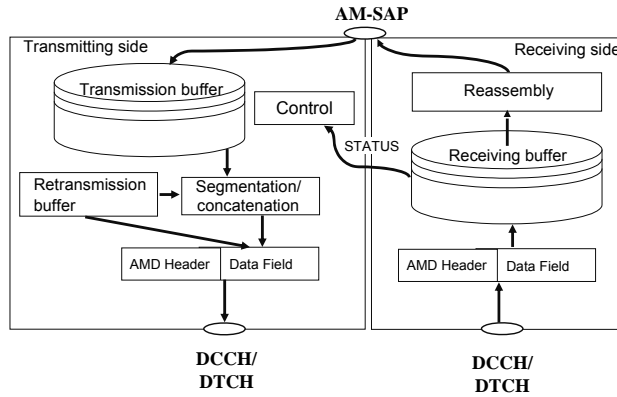 AM-SAP
Transmitting side
Receiving side
Transmission buffer
Control
Reassembly
STATUS
Receiving buffer
Retransmission
buffer
Segmentation/
concatenation
AMD Header
Data Field
AMD Header
Data Field
DCCH/
DTCH
DCCH/
DTCH